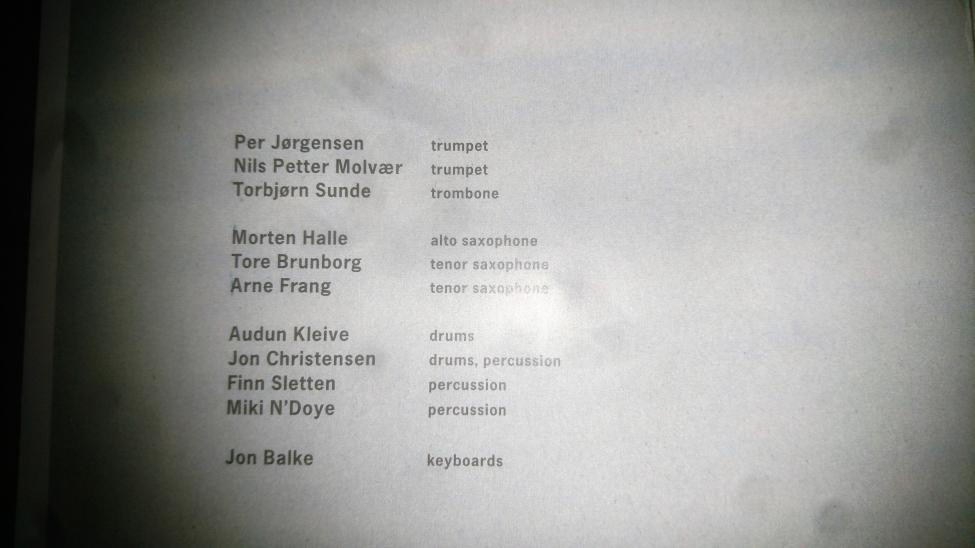 Per Jørgensen trumpet
Nils Petter Molvær trumpet
Torbjørn Sunde trombone
Morten Halle alto saxophone
Tore Brunborg tenor saxophone
Arne Frang tenor saxophone
Audun Kleive drums
Jon Christensen drums, percussion
Finn Sletten percussion
Miki N'Doye percussion
Jon Balke keyboards